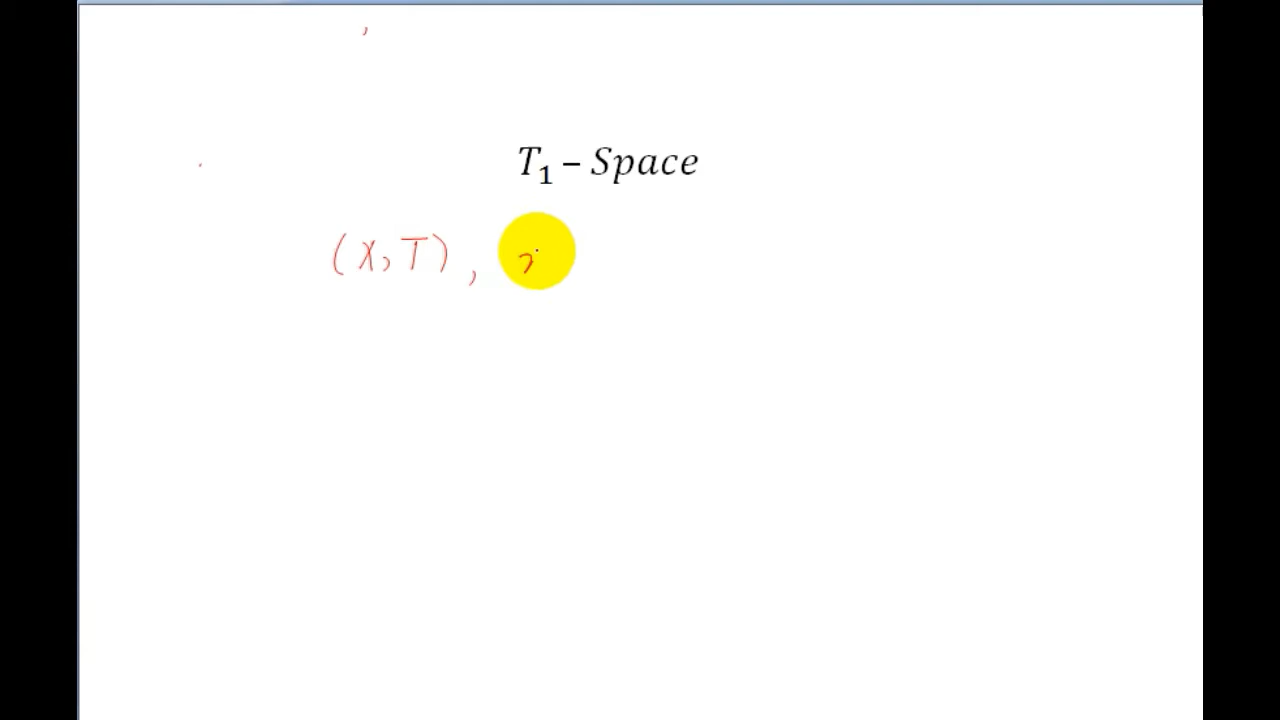 T₁ – Space
(X, T) ,